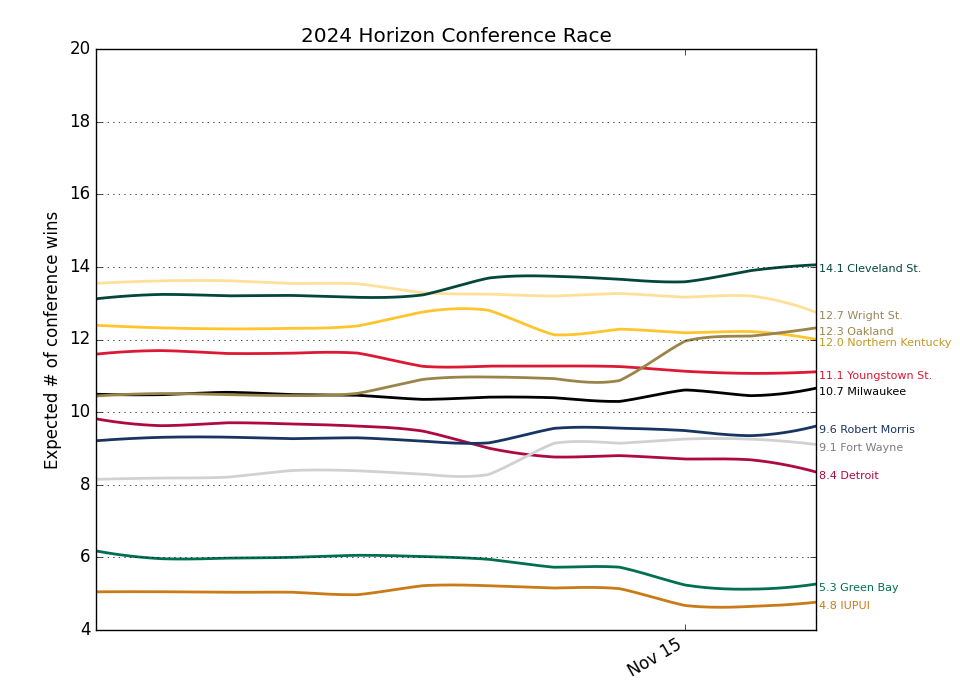 2024 Horizon Conference Race
Expected # of conference wins
20
18
16
14
12
10
8
6
4
Nov 15
14.1 Cleveland St.
12.7 Wright St.
12.3 Oakland
12.0 Northern Kentucky
11.1 Youngstown St.
10.7 Milwaukee
9.6 Robert Morris
9.1 Fort Wayne
8.4 Detroit
5.3 Green Bay
4.8 IUPUI